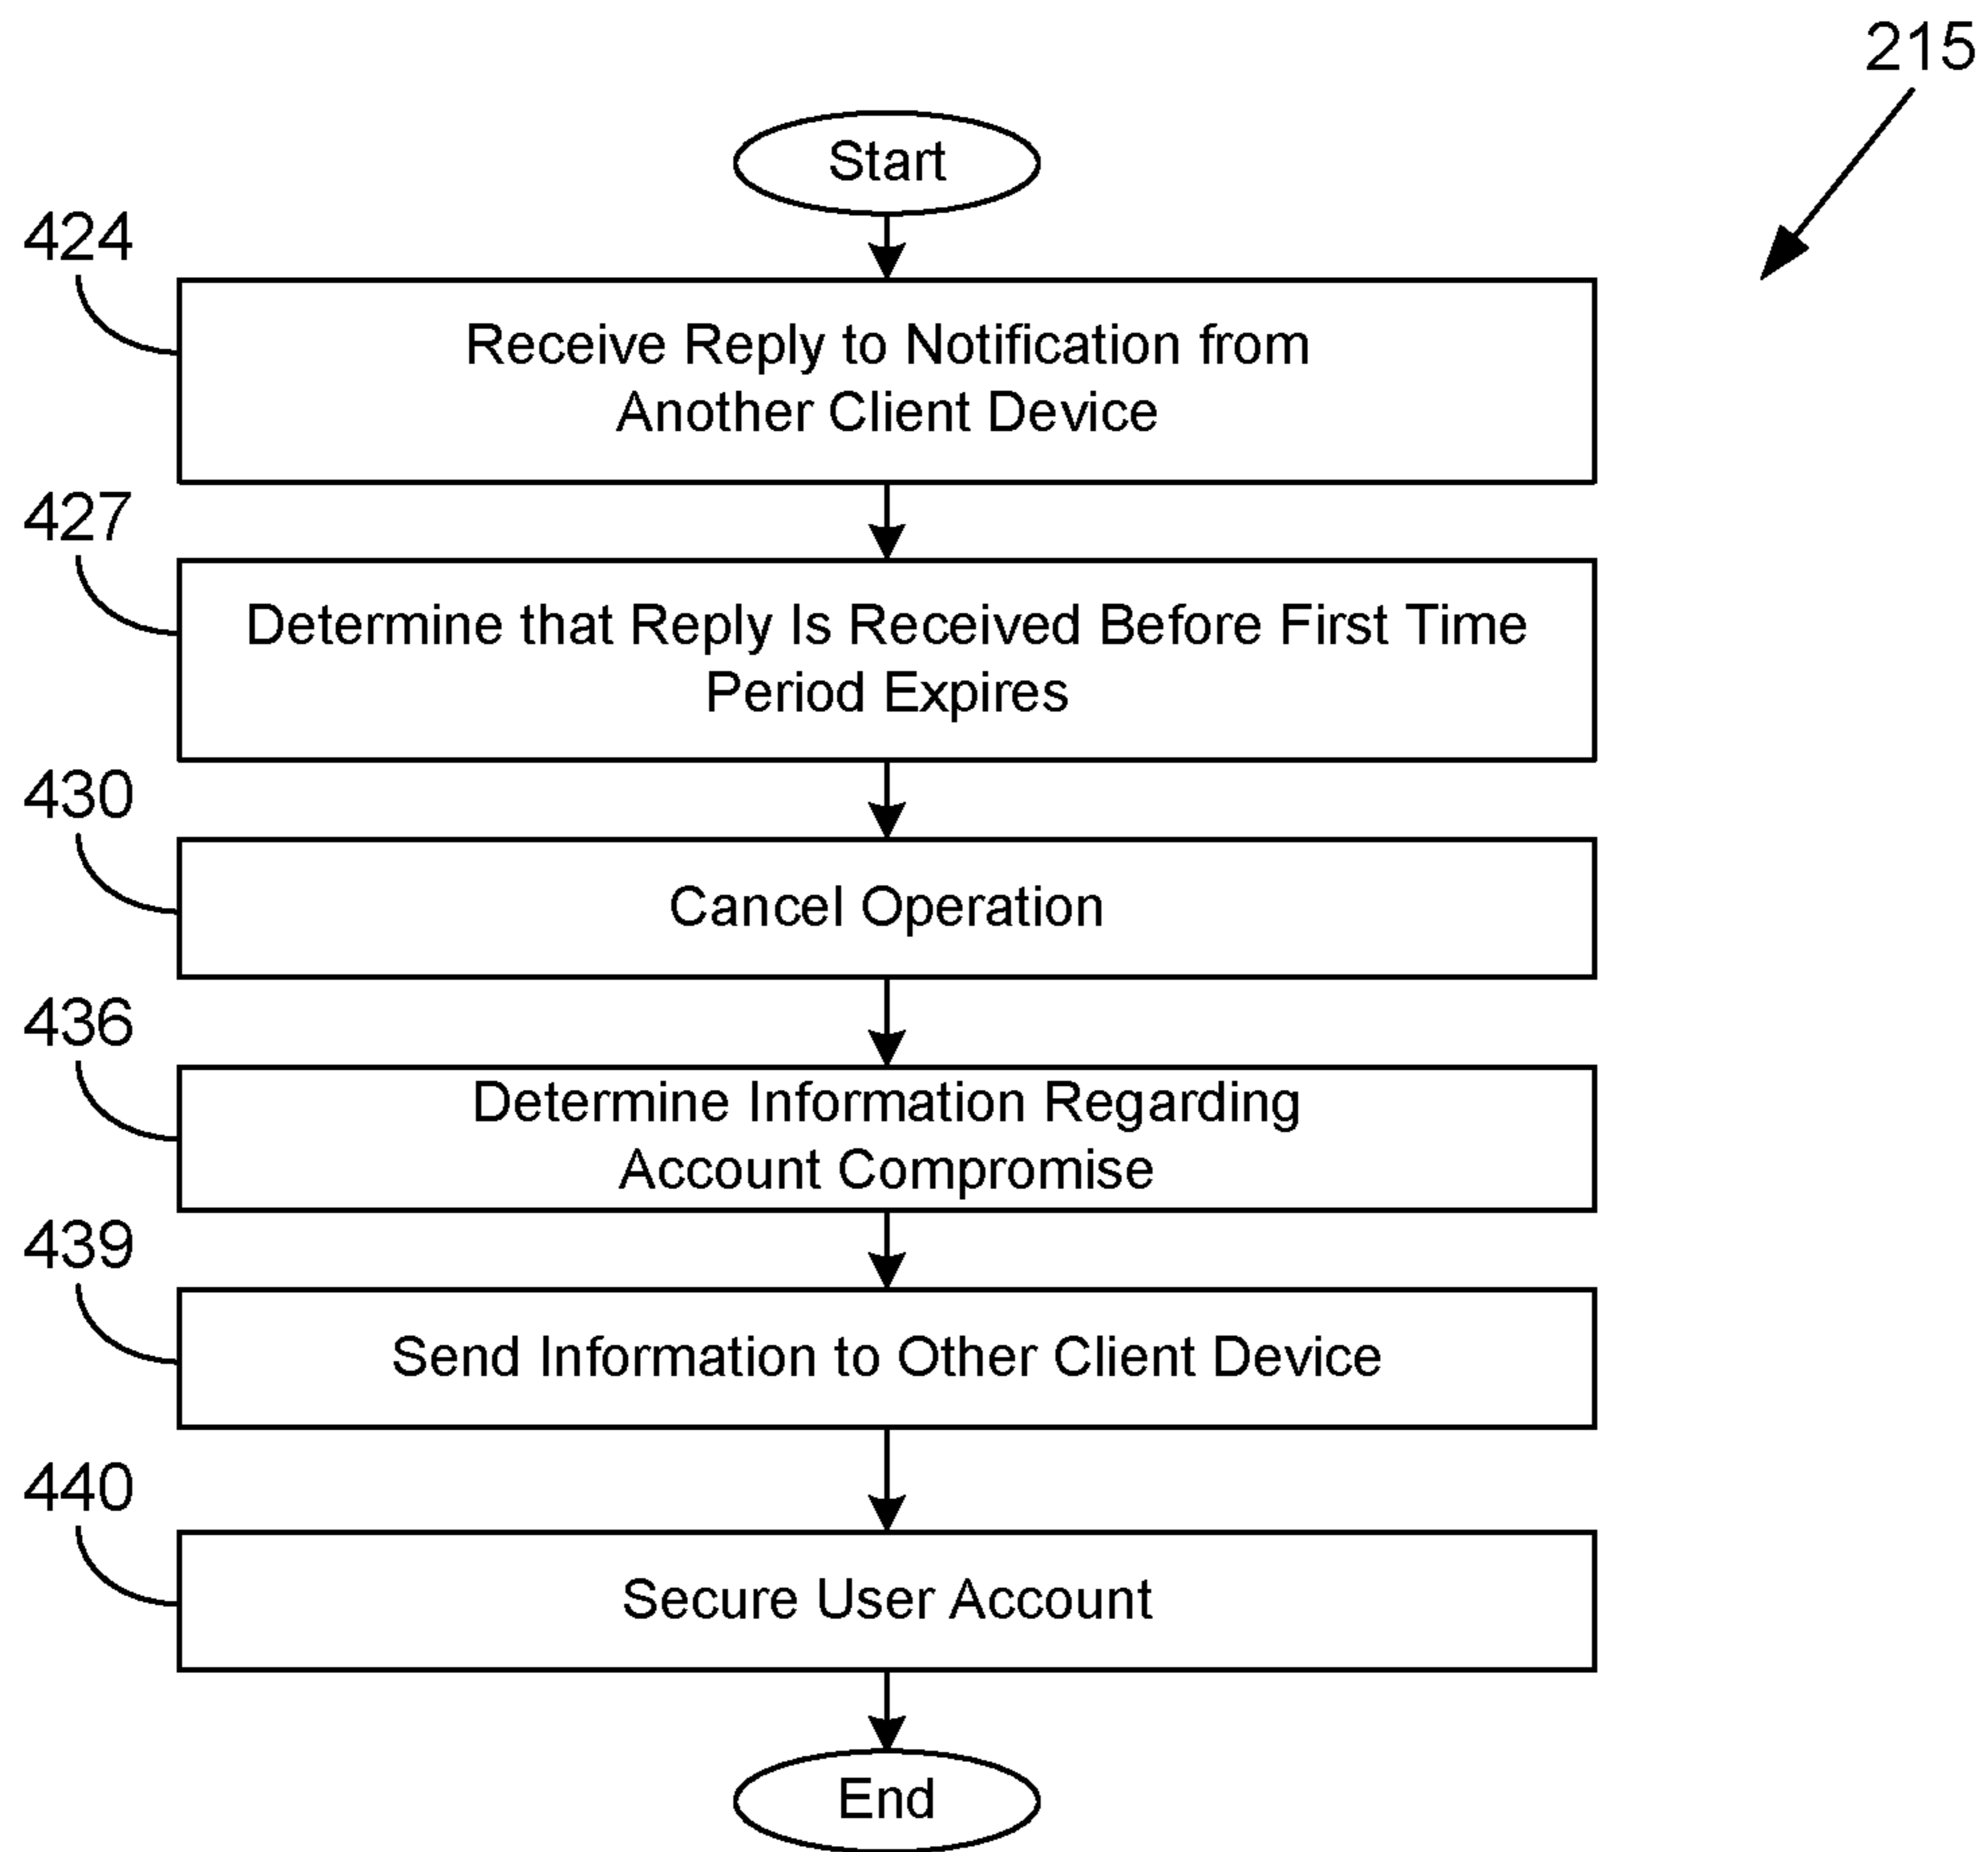 215
Start
424
Receive Reply to Notification from
Another Client Device
427
Determine that Reply Is Received Before First Time
Period Expires
430
Cancel Operation
436
Determine Information Regarding
Account Compromise
439
Send Information to Other Client Device
440
Secure User Account
End